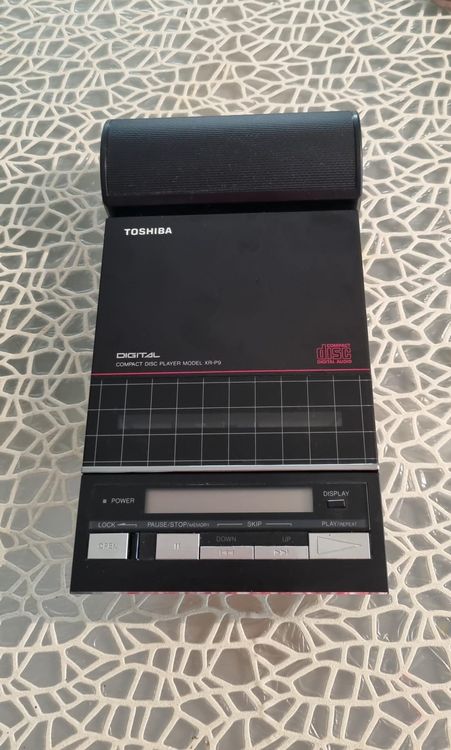 TOSHIBA
DIGITAL
COMPACT DISC PLAYER MODEL XR-P9
COMPACT
disc
DIGITAL AUDIO
POWER
DISPLAY
LOCK PAUSE/STOP/MEMORY SKIP PLAY/REPEAT
DOWN UP
OPEN